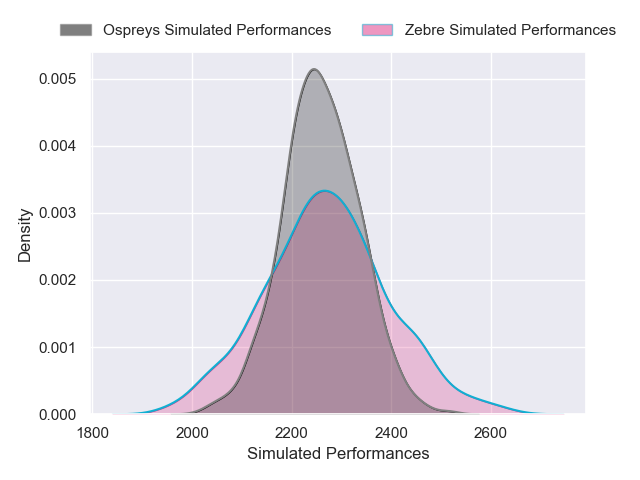 Ospreys Simulated Performances
Zebre Simulated Performances
0.005
0.004
0.003
0.002
0.001
0.000
Density
1800 2000 2200 2400 2600
Simulated Performances